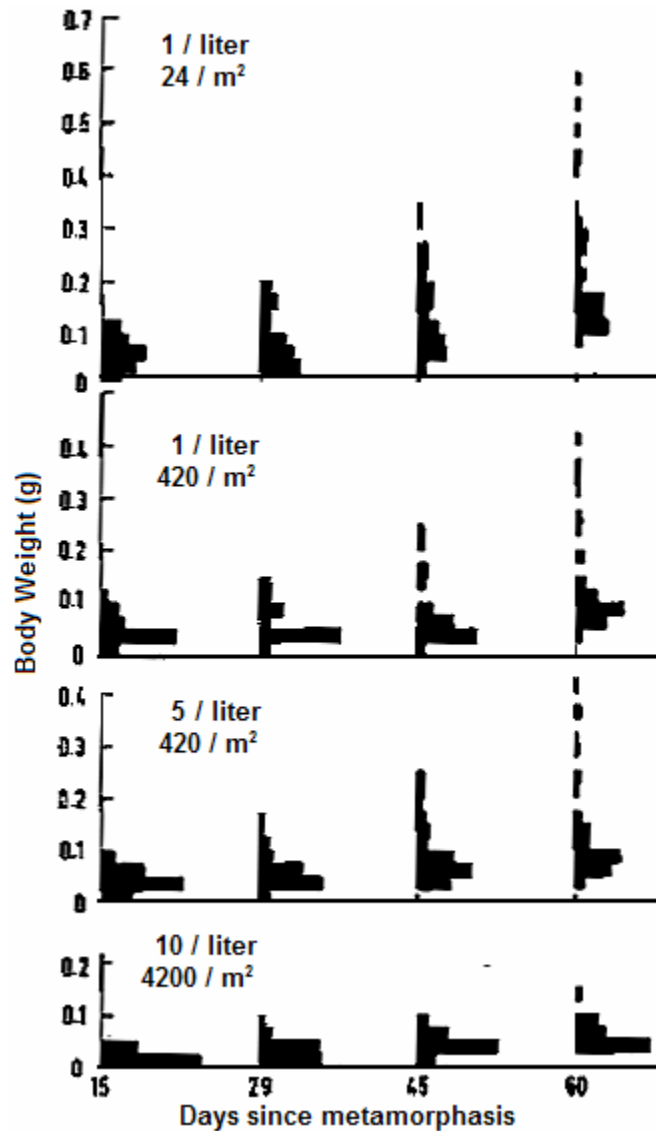 Body Weight (g)
0.7
1 / liter
24 / m²
0.6
0.5
0.4
0.3
0.2
0.1
0
1 / liter
420 / m²
0.4
0.3
0.2
0.1
0
5 / liter
420 / m²
0.4
0.3
0.2
0.1
0
10 / liter
4200 / m²
0.2
0.1
0
15 29 45 60
Days since metamorphasis